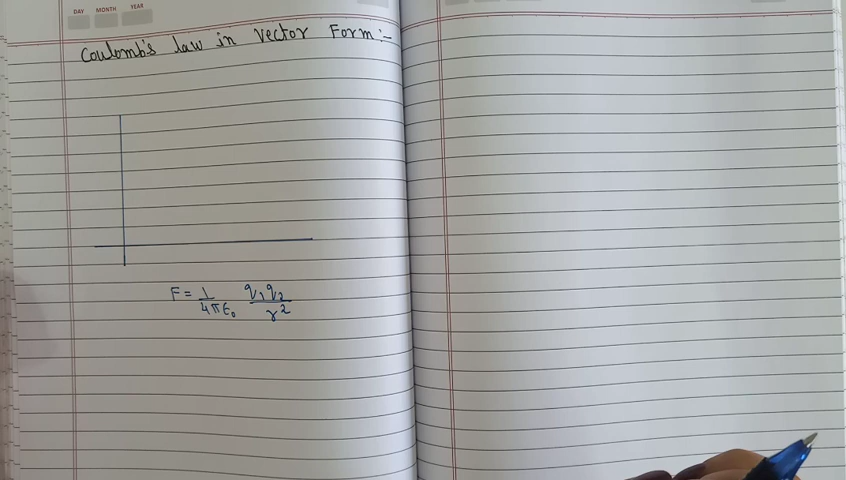 DAY MONTH YEAR
Coulomb's law in Vector Form :-
F = 1/4πε₀ q₁q₂/r²